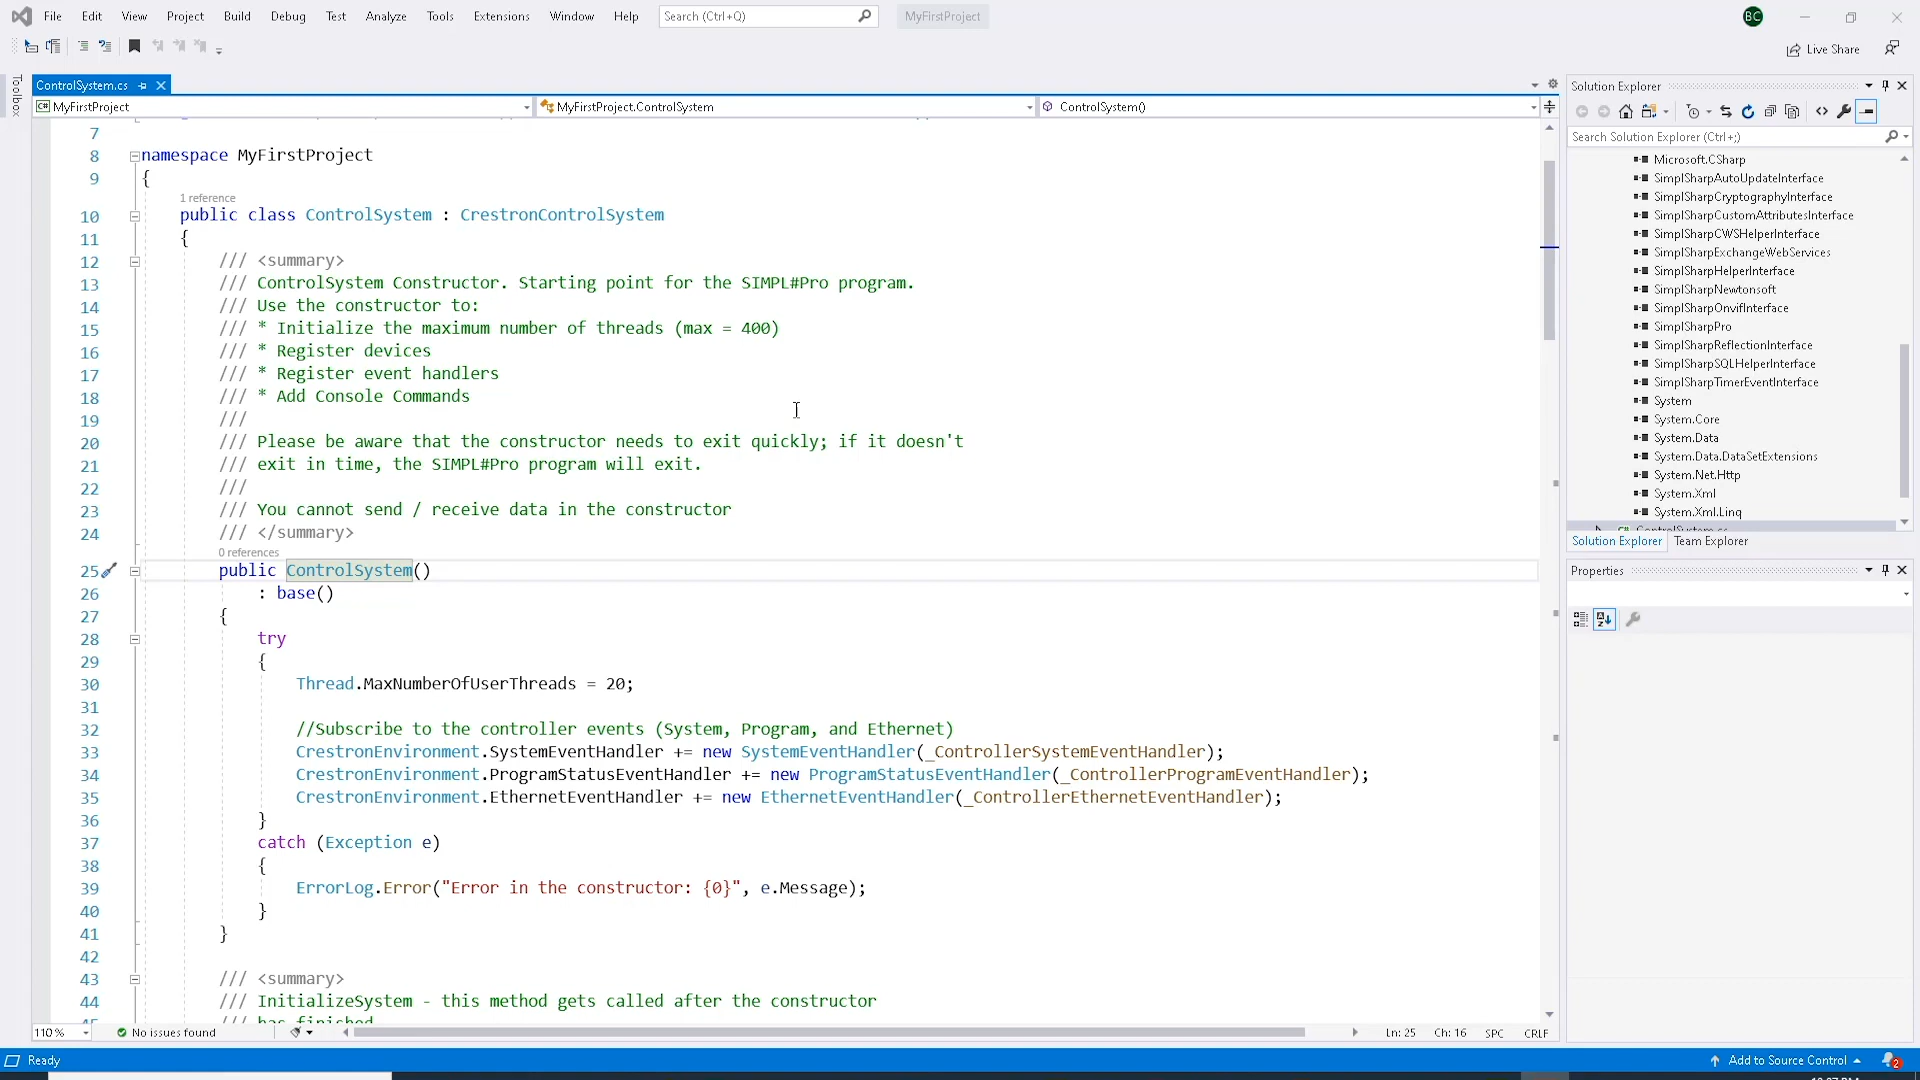 File Edit View Project Build Debug Test Analyze Tools Extensions Window Help Search (Ctrl+Q) MyFirstProject BC
Live Share
Toolbox
ControlSystem.cs
C# MyFirstProject MyFirstProject.ControlSystem ControlSystem()
7
8 namespace MyFirstProject
9 {
1 reference
10 public class ControlSystem : CrestronControlSystem
11 {
12 /// <summary>
13 /// ControlSystem Constructor. Starting point for the SIMPL#Pro program.
14 /// Use the constructor to:
15 /// * Initialize the maximum number of threads (max = 400)
16 /// * Register devices
17 /// * Register event handlers
18 /// * Add Console Commands
19 ///
20 /// Please be aware that the constructor needs to exit quickly; if it doesn't
21 /// exit in time, the SIMPL#Pro program will exit.
22 ///
23 /// You cannot send / receive data in the constructor
24 /// </summary>
0 references
25 public ControlSystem()
26 : base()
27 {
28 try
29 {
30 Thread.MaxNumberOfUserThreads = 20;
31
32 //Subscribe to the controller events (System, Program, and Ethernet)
33 CrestronEnvironment.SystemEventHandler += new SystemEventHandler(_ControllerSystemEventHandler);
34 CrestronEnvironment.ProgramStatusEventHandler += new ProgramStatusEventHandler(_ControllerProgramEventHandler);
35 CrestronEnvironment.EthernetEventHandler += new EthernetEventHandler(_ControllerEthernetEventHandler);
36 }
37 catch (Exception e)
38 {
39 ErrorLog.Error("Error in the constructor: {0}", e.Message);
40 }
41 }
42
43 /// <summary>
44 /// InitializeSystem - this method gets called after the constructor
/// has finished
110 % No issues found Ln: 25 Ch: 16 SPC CRLF
Solution Explorer
Search Solution Explorer (Ctrl+;)
Microsoft.CSharp
SimplSharpAutoUpdateInterface
SimplSharpCryptographyInterface
SimplSharpCustomAttributesInterface
SimplSharpCWSHelperInterface
SimplSharpExchangeWebServices
SimplSharpHelperInterface
SimplSharpNewtonsoft
SimplSharpOnvifInterface
SimplSharpPro
SimplSharpReflectionInterface
SimplSharpSQLHelperInterface
SimplSharpTimerEventInterface
System
System.Core
System.Data
System.Data.DataSetExtensions
System.Net.Http
System.Xml
System.Xml.Linq
ControlSystem.cs
Solution Explorer Team Explorer
Properties
Ready Add to Source Control 2